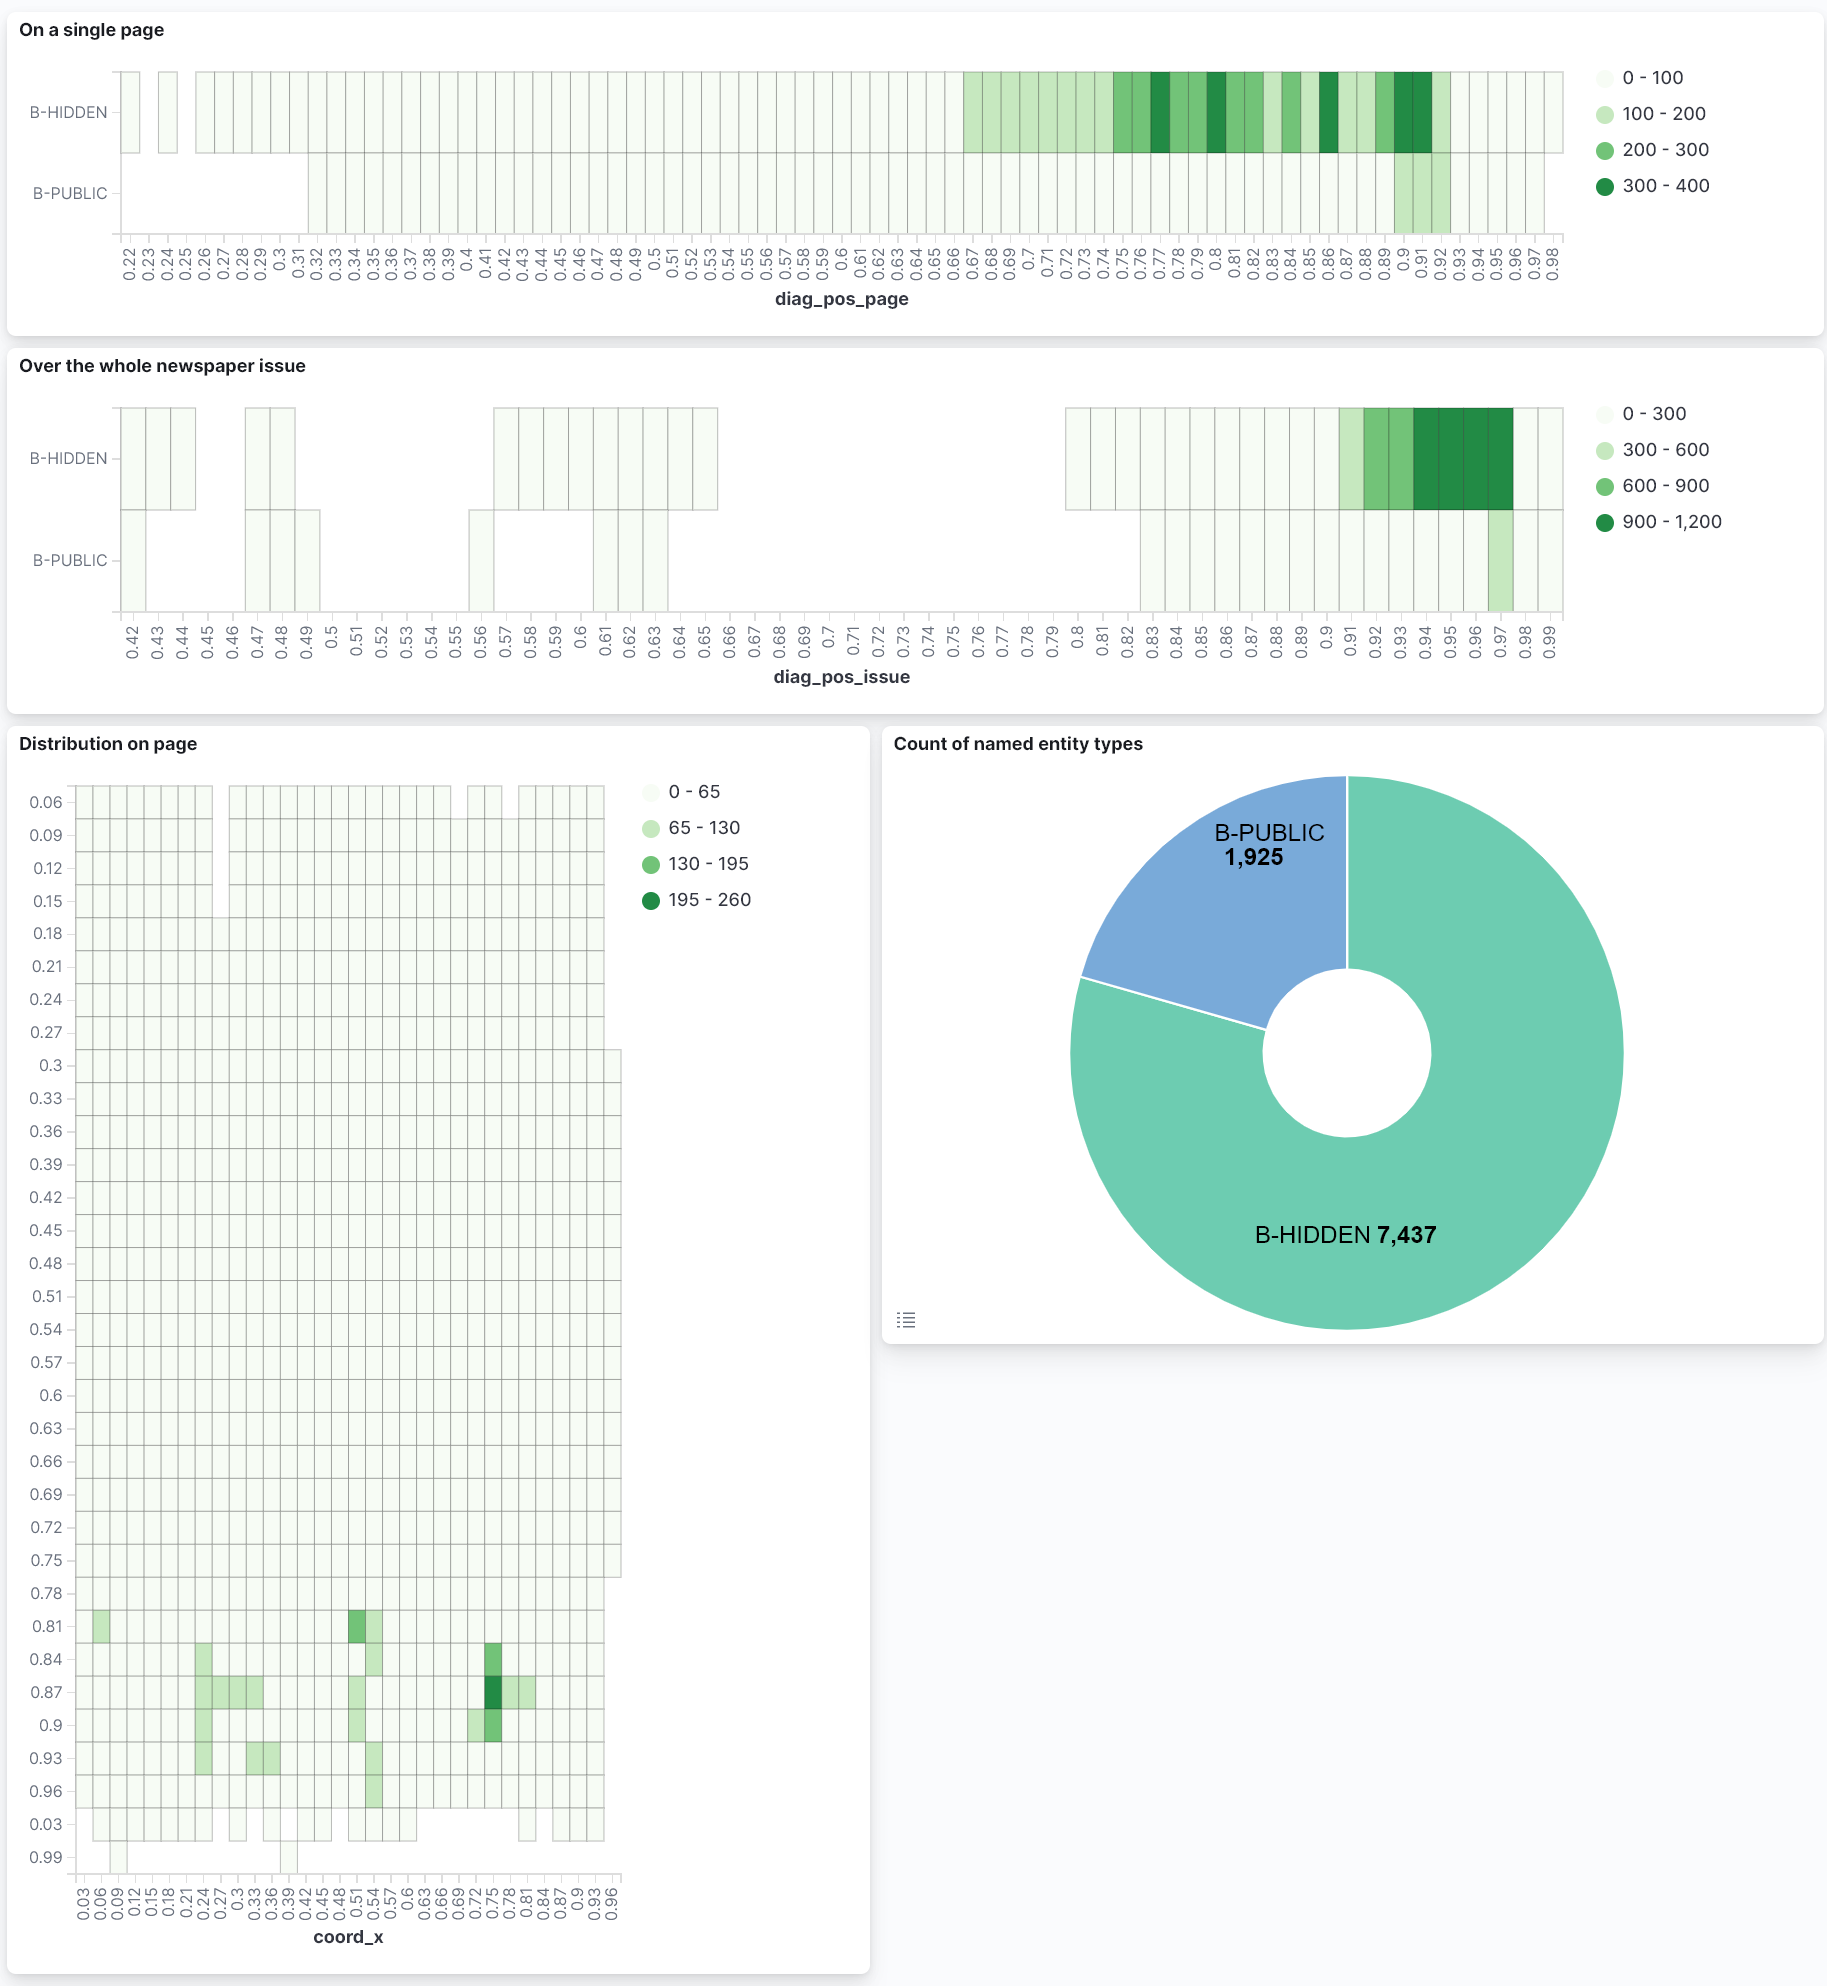 On a single page
B-HIDDEN
B-PUBLIC
0.22 0.23 0.24 0.25 0.26 0.27 0.28 0.29 0.3 0.31 0.32 0.33 0.34 0.35 0.36 0.37 0.38 0.39 0.4 0.41 0.42 0.43 0.44 0.45 0.46 0.47 0.48 0.49 0.5 0.51 0.52 0.53 0.54 0.55 0.56 0.57 0.58 0.59 0.6 0.61 0.62 0.63 0.64 0.65 0.66 0.67 0.68 0.69 0.7 0.71 0.72 0.73 0.74 0.75 0.76 0.77 0.78 0.79 0.8 0.81 0.82 0.83 0.84 0.85 0.86 0.87 0.88 0.89 0.9 0.91 0.92 0.93 0.94 0.95 0.96 0.97 0.98
diag_pos_page
0 - 100
100 - 200
200 - 300
300 - 400
Over the whole newspaper issue
B-HIDDEN
B-PUBLIC
0.42 0.43 0.44 0.45 0.46 0.47 0.48 0.49 0.5 0.51 0.52 0.53 0.54 0.55 0.56 0.57 0.58 0.59 0.6 0.61 0.62 0.63 0.64 0.65 0.66 0.67 0.68 0.69 0.7 0.71 0.72 0.73 0.74 0.75 0.76 0.77 0.78 0.79 0.8 0.81 0.82 0.83 0.84 0.85 0.86 0.87 0.88 0.89 0.9 0.91 0.92 0.93 0.94 0.95 0.96 0.97 0.98 0.99
diag_pos_issue
0 - 300
300 - 600
600 - 900
900 - 1,200
Distribution on page
0.06
0.09
0.12
0.15
0.18
0.21
0.24
0.27
0.3
0.33
0.36
0.39
0.42
0.45
0.48
0.51
0.54
0.57
0.6
0.63
0.66
0.69
0.72
0.75
0.78
0.81
0.84
0.87
0.9
0.93
0.96
0.03
0.99
0.03 0.06 0.09 0.12 0.15 0.18 0.21 0.24 0.27 0.3 0.33 0.36 0.39 0.42 0.45 0.48 0.51 0.54 0.57 0.6 0.63 0.66 0.69 0.72 0.75 0.78 0.81 0.84 0.87 0.9 0.93 0.96
coord_x
0 - 65
65 - 130
130 - 195
195 - 260
Count of named entity types
B-PUBLIC
1,925
B-HIDDEN 7,437